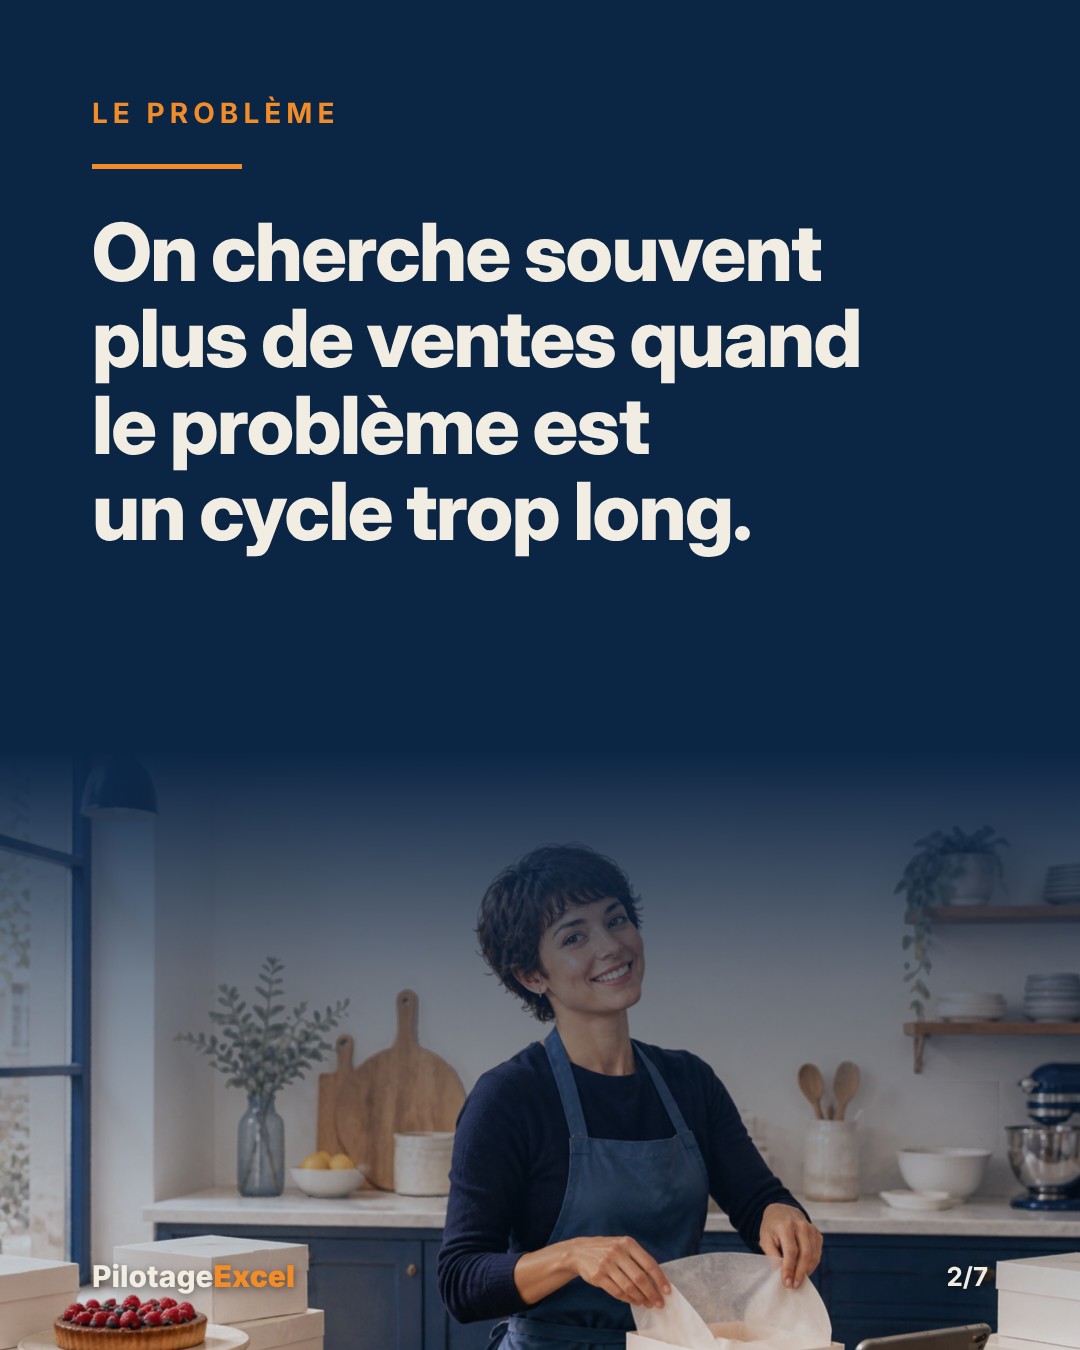 LE PROBLÈME
On cherche souvent
plus de ventes quand
le problème est
un cycle trop long.
PilotageExcel
2/7